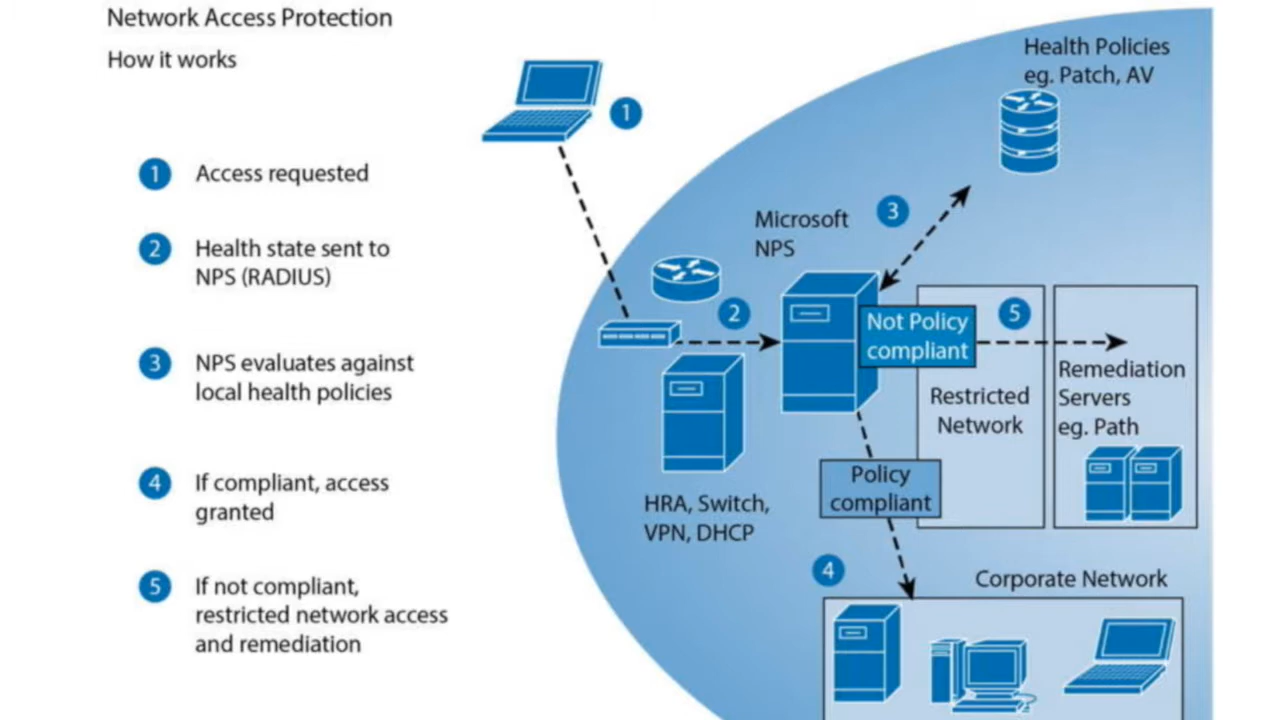 Network Access Protection
How it works
1 Access requested
2 Health state sent to
NPS (RADIUS)
3 NPS evaluates against
local health policies
4 If compliant, access
granted
5 If not compliant,
restricted network access
and remediation
1
Health Policies
eg. Patch, AV
3
Microsoft
NPS
2
Not Policy
compliant
5
Restricted
Network
Remediation
Servers
eg. Path
HRA, Switch,
VPN, DHCP
Policy
compliant
4
Corporate Network